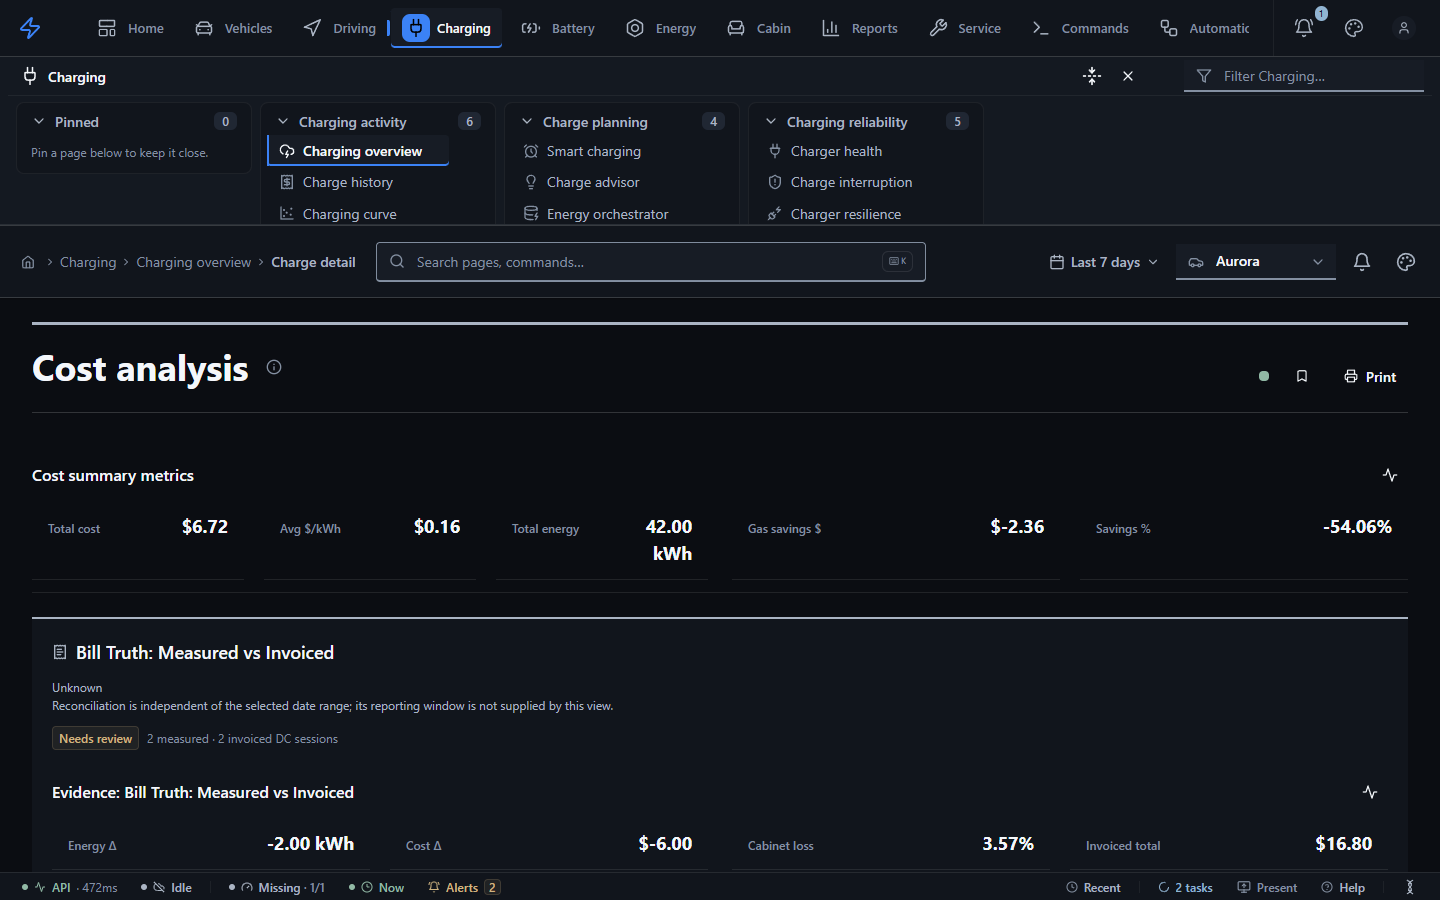 Home
Vehicles
Driving
Charging
Battery
Energy
Cabin
Reports
Service
Commands
Automatic
1
Charging
Filter Charging...
Pinned 0
Pin a page below to keep it close.
Charging activity 6
Charging overview
Charge history
Charging curve
Charge planning 4
Smart charging
Charge advisor
Energy orchestrator
Charging reliability 5
Charger health
Charge interruption
Charger resilience
Charging > Charging overview > Charge detail
Search pages, commands...
K
Last 7 days
Aurora
Cost analysis
Print
Cost summary metrics
Total cost $6.72
Avg $/kWh $0.16
Total energy 42.00 kWh
Gas savings $ $-2.36
Savings % -54.06%
Bill Truth: Measured vs Invoiced
Unknown
Reconciliation is independent of the selected date range; its reporting window is not supplied by this view.
Needs review 2 measured · 2 invoiced DC sessions
Evidence: Bill Truth: Measured vs Invoiced
Energy Δ -2.00 kWh
Cost Δ $-6.00
Cabinet loss 3.57%
Invoiced total $16.80
API · 472ms
Idle
Missing · 1/1
Now
Alerts 2
Recent
2 tasks
Present
Help